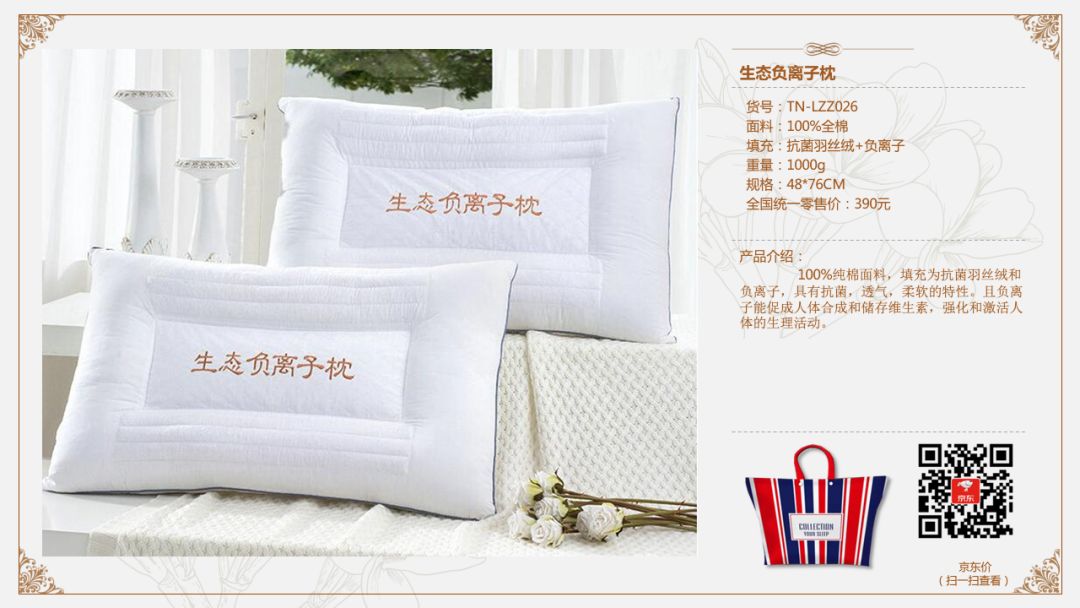 生态负离子枕
生态负离子枕
生态负离子枕
货号：TN-LZZ026
面料：100%全棉
填充：抗菌羽丝绒+负离子
重量：1000g
规格：48*76CM
全国统一零售价：390元
产品介绍：
100%纯棉面料，填充为抗菌羽丝绒和
负离子，具有抗菌，透气，柔软的特性。且负离
子能促成人体合成和储存维生素，强化和激活人
体的生理活动。
COLLECTION
YOUR SLEEP
京东
京东价
（扫一扫查看）